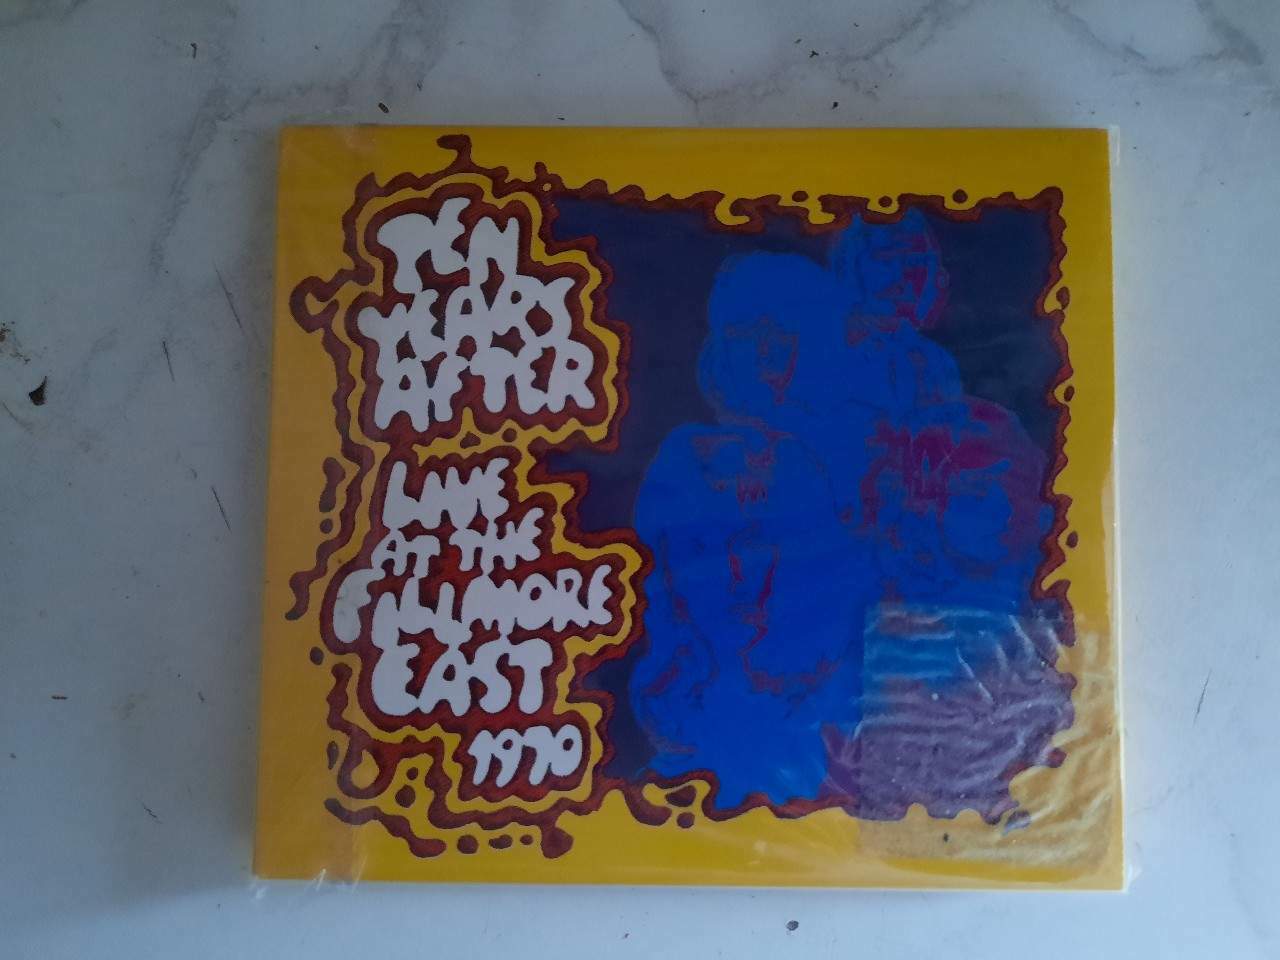 TEN
YEARS
AFTER
LIVE
AT THE
FILLMORE
EAST
1970